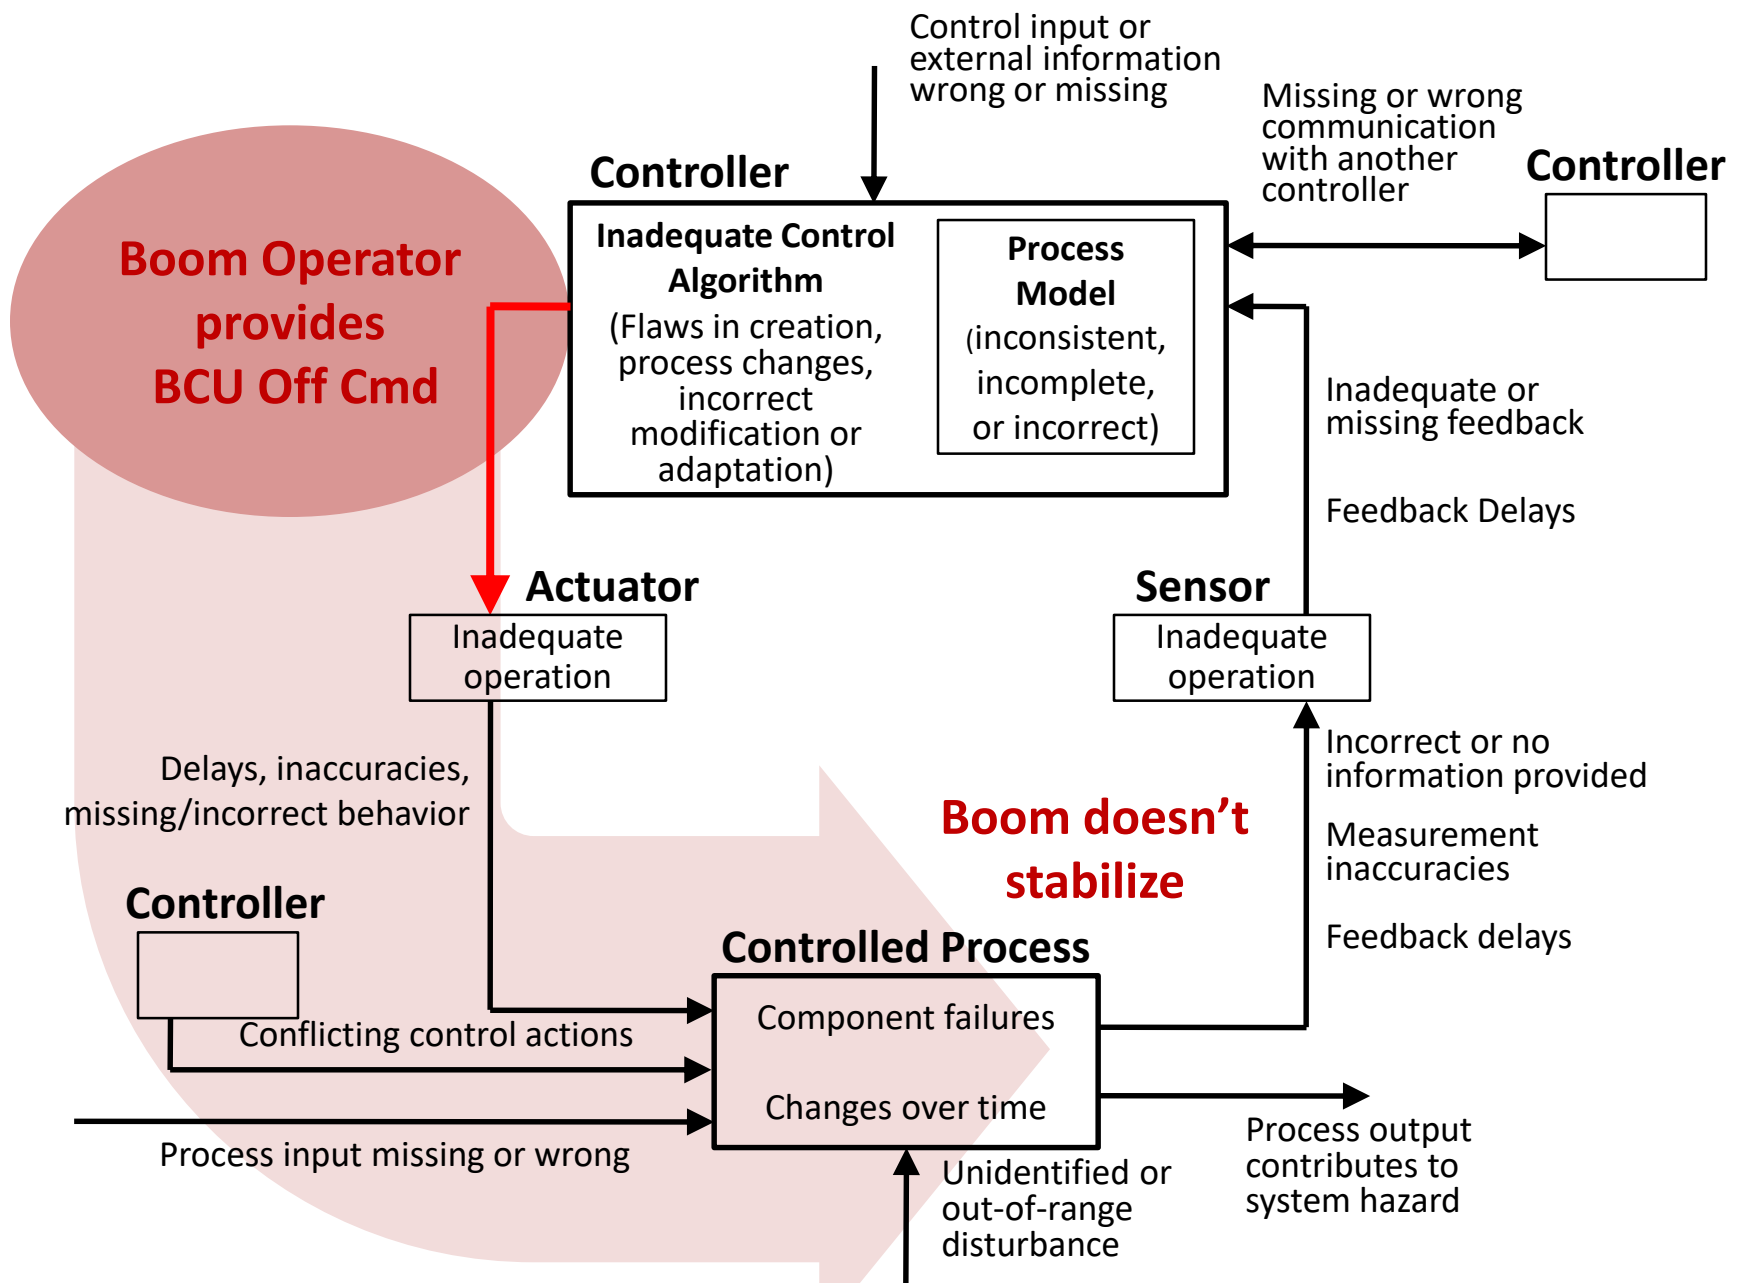 Control input or
external information
wrong or missing
Missing or wrong
communication
with another
controller
Controller
Controller
Boom Operator
provides
BCU Off Cmd
Inadequate Control
Algorithm
(Flaws in creation,
process changes,
incorrect
modification or
adaptation)
Process
Model
(inconsistent,
incomplete,
or incorrect)
Inadequate or
missing feedback
Feedback Delays
Actuator
Inadequate
operation
Sensor
Inadequate
operation
Delays, inaccuracies,
missing/incorrect behavior
Boom doesn’t
stabilize
Incorrect or no
information provided
Measurement
inaccuracies
Feedback delays
Controller
Conflicting control actions
Controlled Process
Component failures
Changes over time
Process input missing or wrong
Unidentified or
out-of-range
disturbance
Process output
contributes to
system hazard